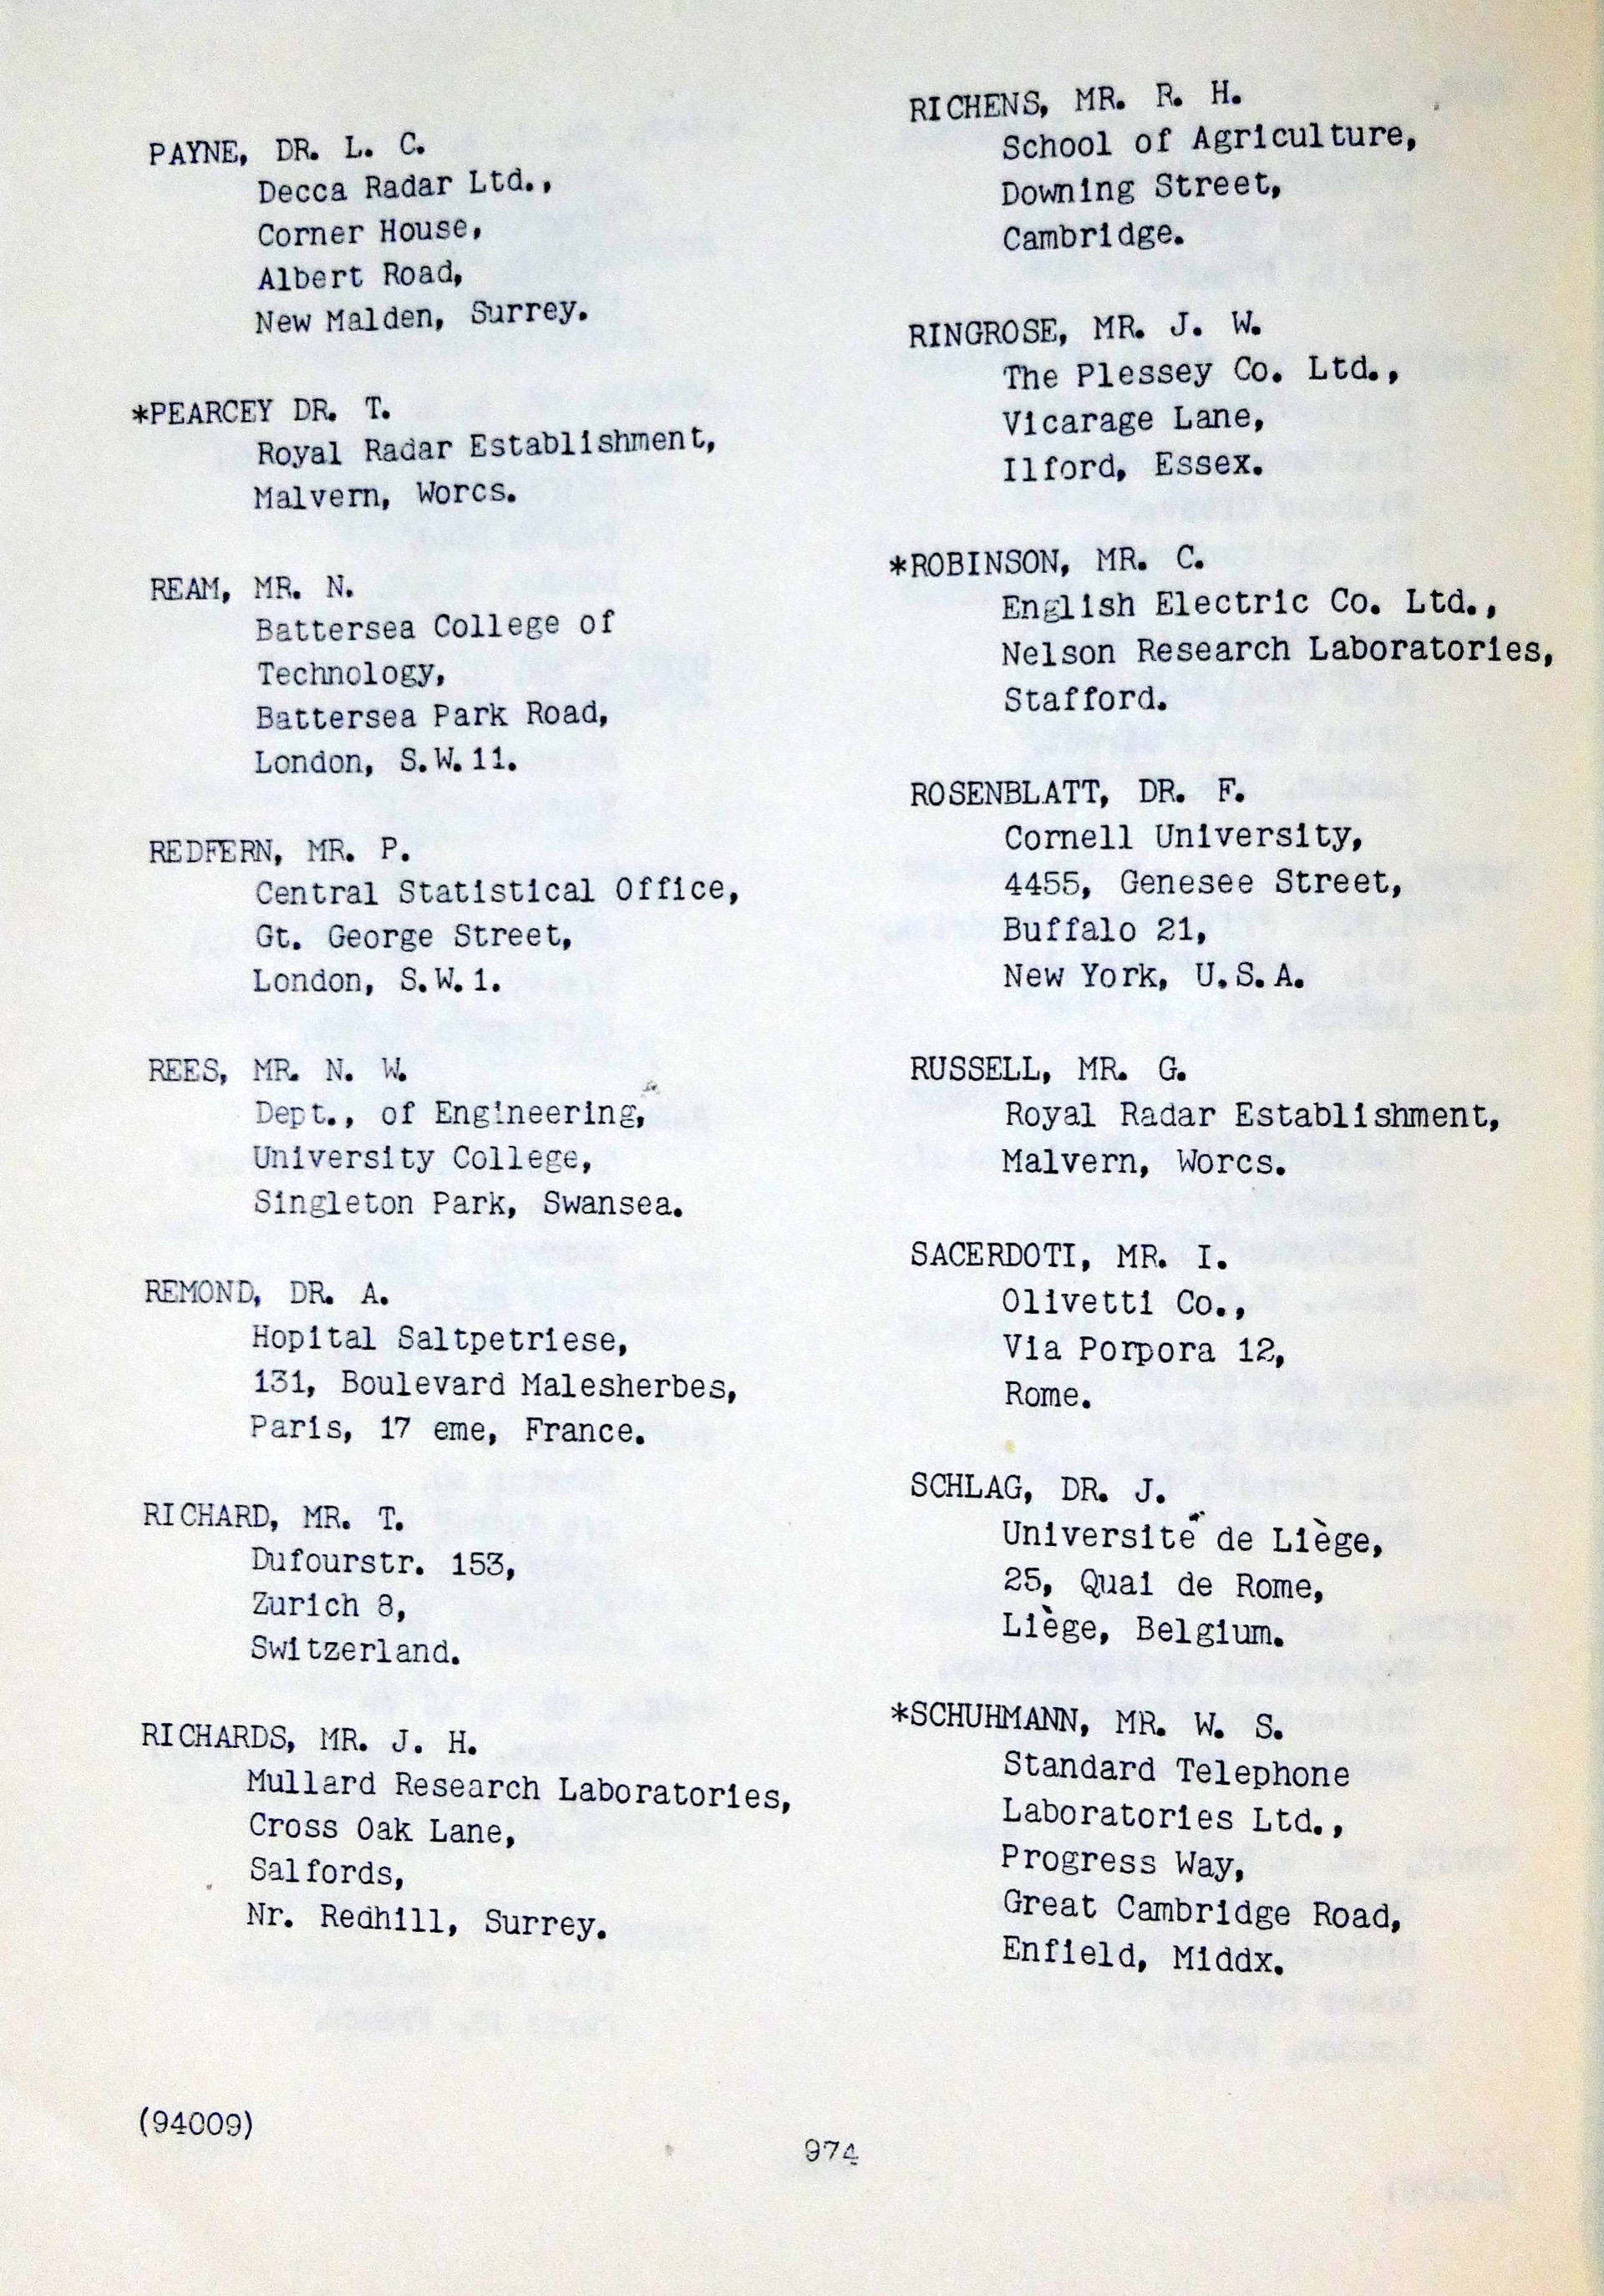 PAYNE, DR. L. C.
Decca Radar Ltd.,
Corner House,
Albert Road,
New Malden, Surrey.
*PEARCEY DR. T.
Royal Radar Establishment,
Malvern, Worcs.
REAM, MR. N.
Battersea College of
Technology,
Battersea Park Road,
London, S.W.11.
REDFERN, MR. P.
Central Statistical Office,
Gt. George Street,
London, S.W.1.
REES, MR. N. W.
Dept., of Engineering,
University College,
Singleton Park, Swansea.
REMOND, DR. A.
Hopital Saltpetriese,
131, Boulevard Malesherbes,
Paris, 17 eme, France.
RICHARD, MR. T.
Dufourstr. 153,
Zurich 8,
Switzerland.
RICHARDS, MR. J. H.
Mullard Research Laboratories,
Cross Oak Lane,
Salfords,
Nr. Redhill, Surrey.
RICHENS, MR. R. H.
School of Agriculture,
Downing Street,
Cambridge.
RINGROSE, MR. J. W.
The Plessey Co. Ltd.,
Vicarage Lane,
Ilford, Essex.
*ROBINSON, MR. C.
English Electric Co. Ltd.,
Nelson Research Laboratories,
Stafford.
ROSENBLATT, DR. F.
Cornell University,
4455, Genesee Street,
Buffalo 21,
New York, U.S.A.
RUSSELL, MR. G.
Royal Radar Establishment,
Malvern, Worcs.
SACERDOTI, MR. I.
Olivetti Co.,
Via Porpora 12,
Rome.
SCHLAG, DR. J.
Université de Liège,
25, Quai de Rome,
Liège, Belgium.
*SCHUHMANN, MR. W. S.
Standard Telephone
Laboratories Ltd.,
Progress Way,
Great Cambridge Road,
Enfield, Middx.
(94009)
974